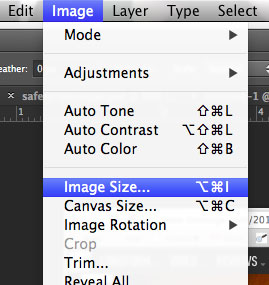 Edit Image Layer Type Select
Mode
eather: 0
Adjustments
safe
Auto Tone ⇧⌘L
1 4
Auto Contrast ⌥⇧⌘L
Auto Color ⇧⌘B
Image Size... ⌥⌘I
Canvas Size... ⌥⌘C
Image Rotation
/201
Crop
Trim...
Reveal All